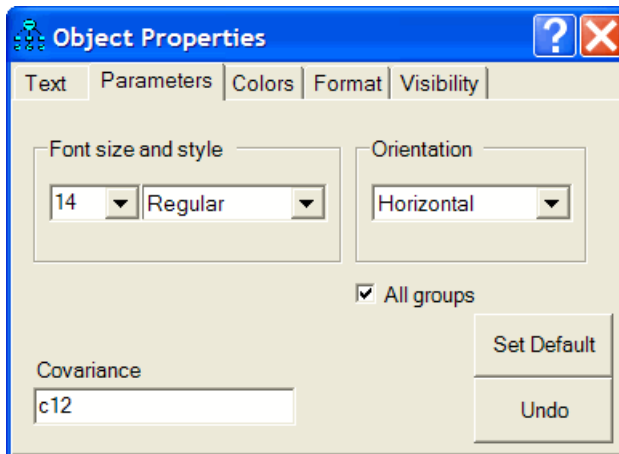 Object Properties ?
Text Parameters Colors Format Visibility
Font size and style Orientation
14 Regular Horizontal
All groups
Set Default
Covariance
c12
Undo